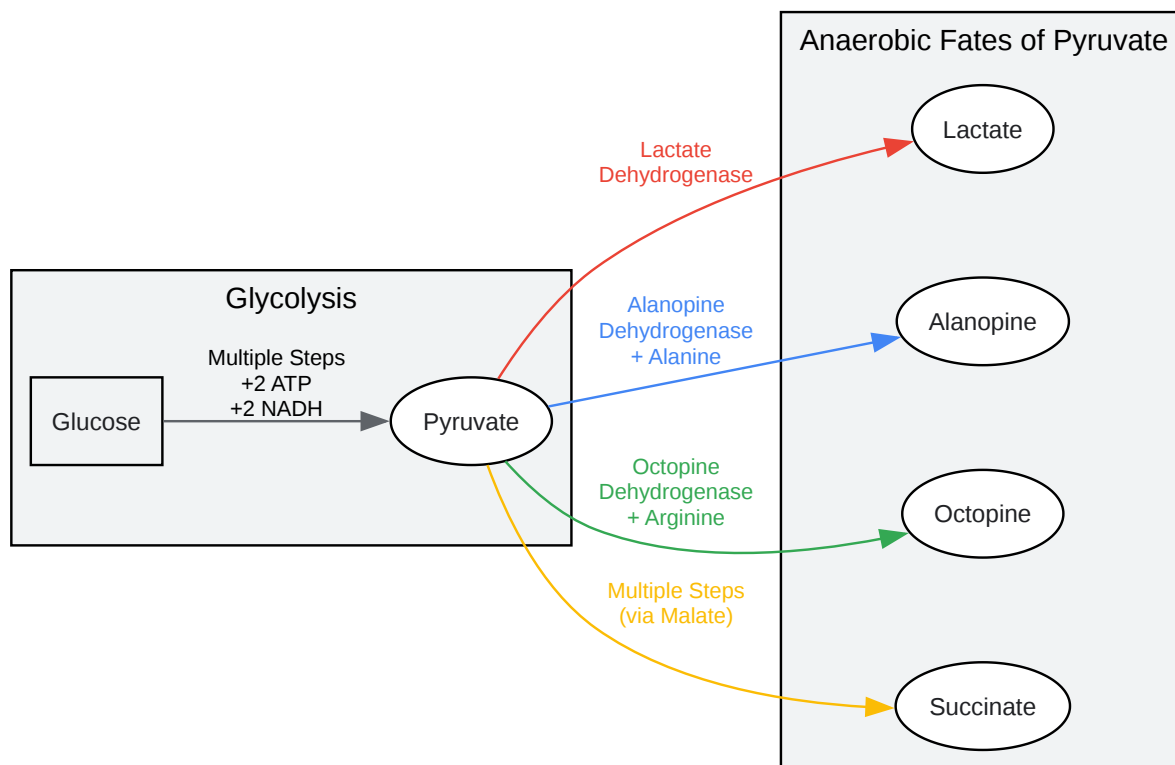 Anaerobic Fates of Pyruvate
Lactate
Lactate
Dehydrogenase
Glycolysis
Alanopine
Dehydrogenase
+ Alanine
Alanopine
Multiple Steps
+2 ATP
+2 NADH
Glucose
Pyruvate
Octopine
Dehydrogenase
+ Arginine
Octopine
Multiple Steps
(via Malate)
Succinate